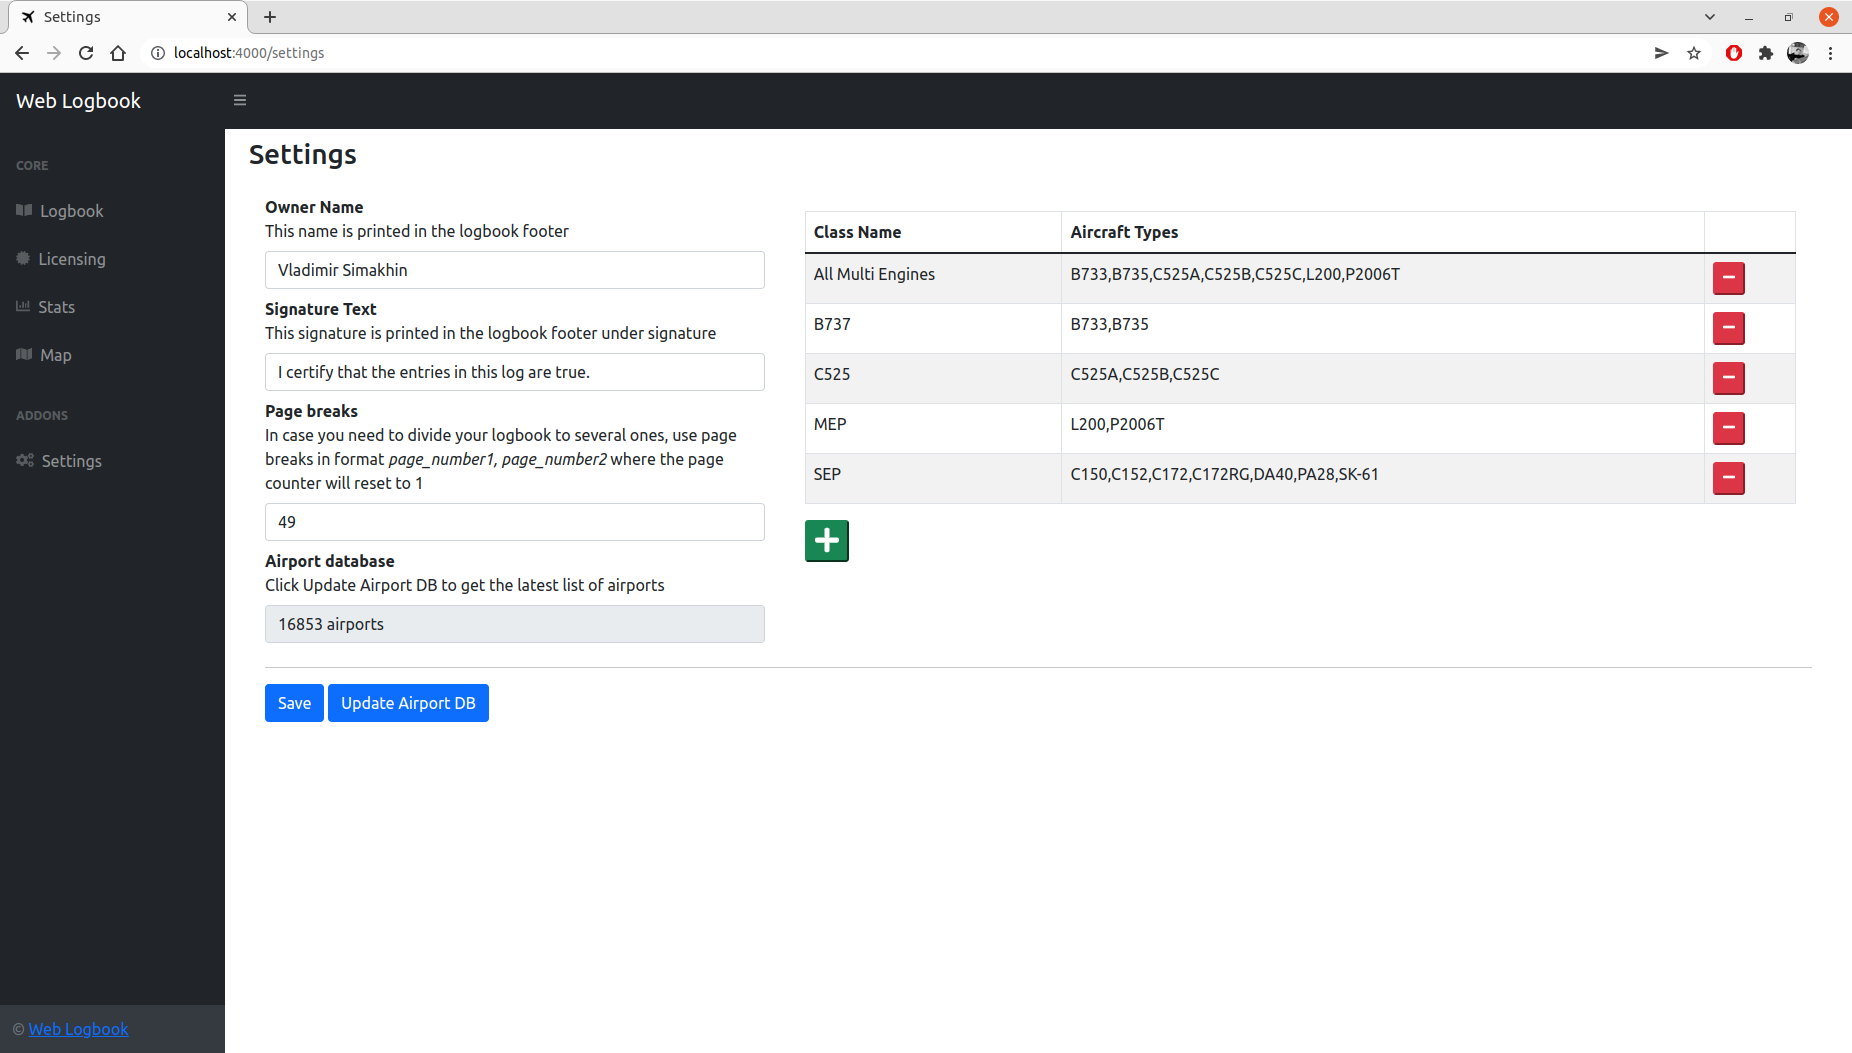 Settings
localhost:4000/settings
Web Logbook
CORE
Logbook
Licensing
Stats
Map
ADDONS
Settings
© Web Logbook
Settings
Owner Name
This name is printed in the logbook footer
Vladimir Simakhin
Signature Text
This signature is printed in the logbook footer under signature
I certify that the entries in this log are true.
Page breaks
In case you need to divide your logbook to several ones, use page
breaks in format page_number1, page_number2 where the page
counter will reset to 1
49
Airport database
Click Update Airport DB to get the latest list of airports
16853 airports
Class Name Aircraft Types
All Multi Engines B733,B735,C525A,C525B,C525C,L200,P2006T
B737 B733,B735
C525 C525A,C525B,C525C
MEP L200,P2006T
SEP C150,C152,C172,C172RG,DA40,PA28,SK-61
Save Update Airport DB